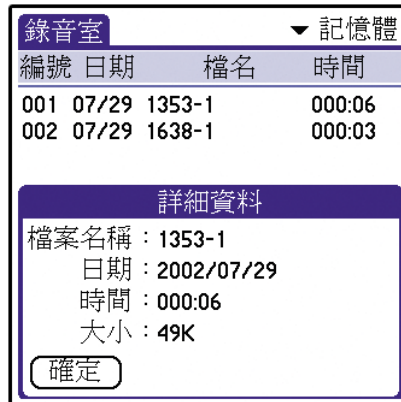 錄音室 ▼ 記憶體
編號 日期 檔名 時間
001 07/29 1353-1 000:06
002 07/29 1638-1 000:03
詳細資料
檔案名稱：1353-1
日期：2002/07/29
時間：000:06
大小：49K
確定